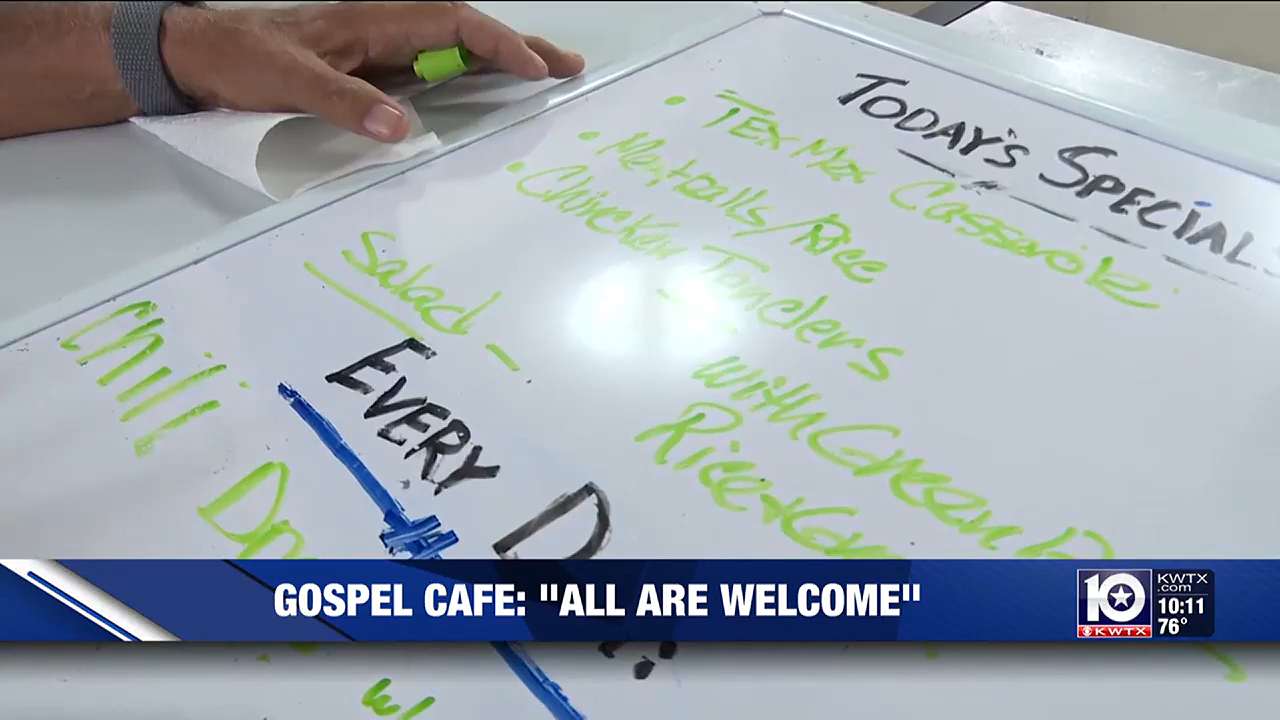 TODAY'S SPECIALS
• TEX Mex Casserole
• Meatballs/Rice
• Chicken Tenders
with Green
Rice +
Salad -
EVERY D
Chili
GOSPEL CAFE: "ALL ARE WELCOME"
10
KWTX
KWTX
.com
10:11
76°